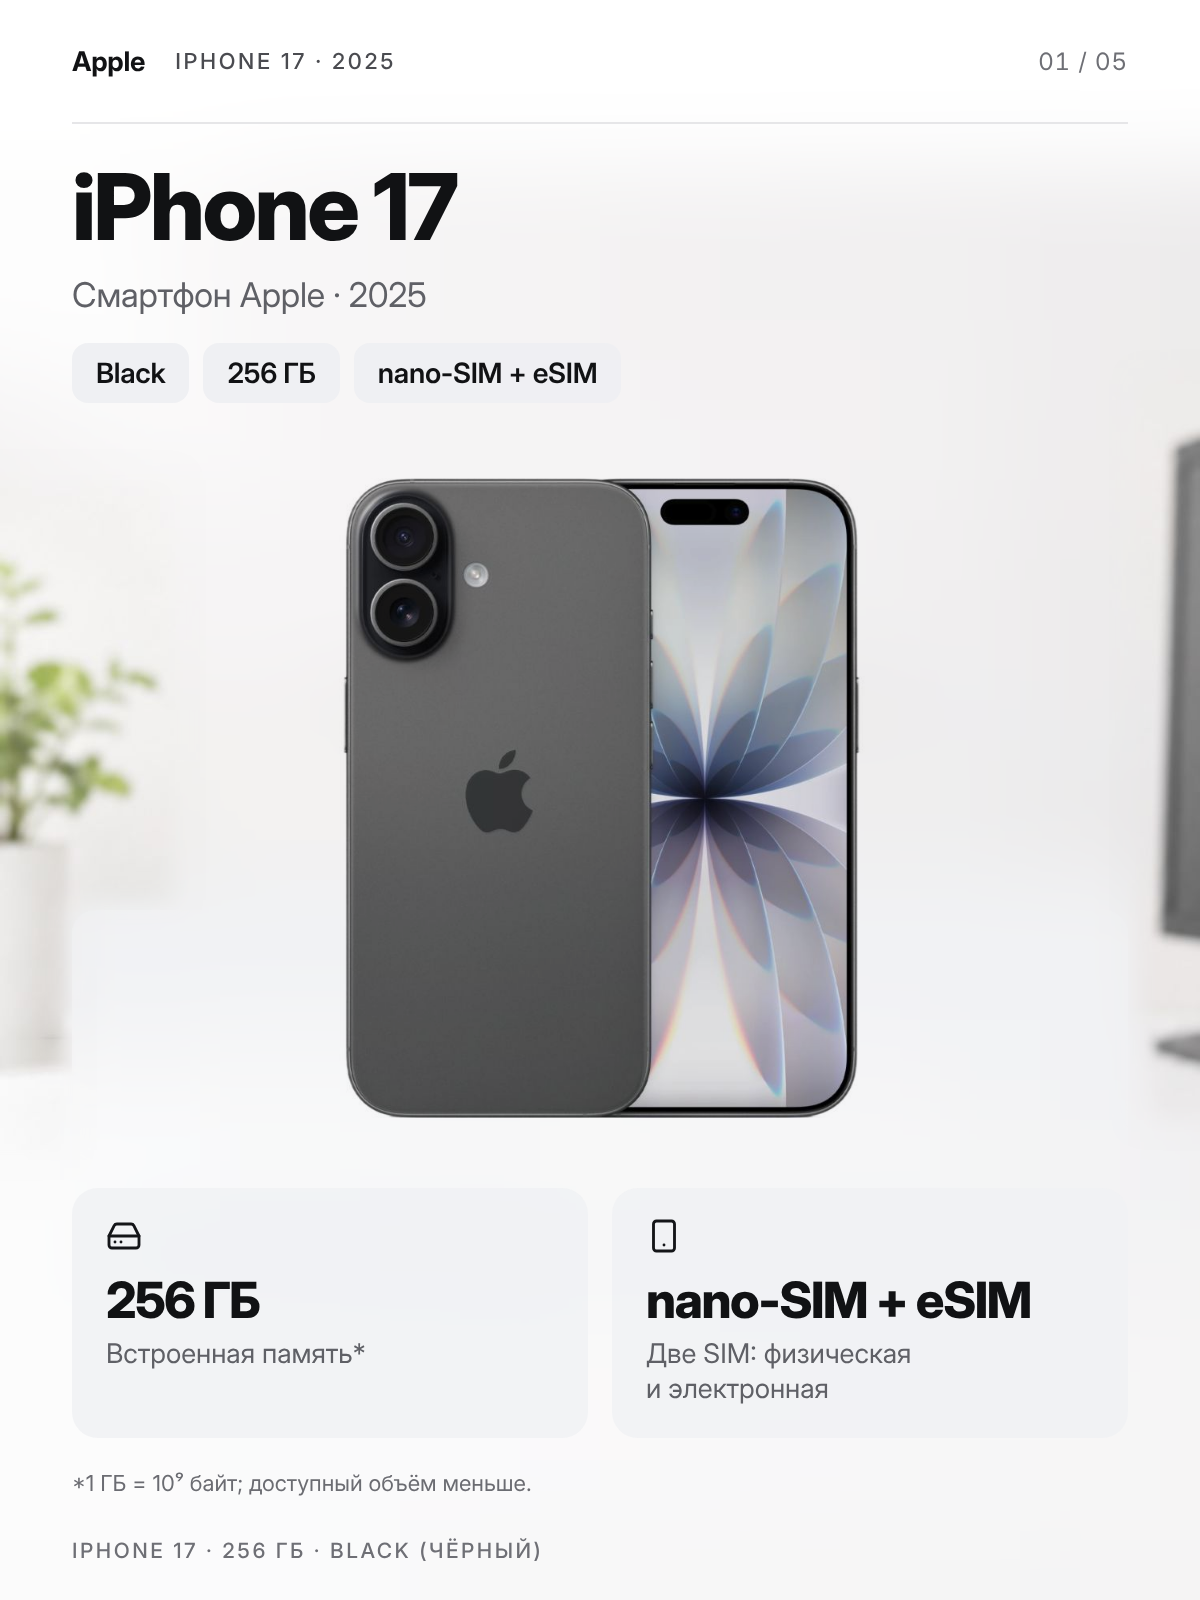 Apple IPHONE 17 · 2025 01 / 05
iPhone 17
Смартфон Apple · 2025
Black 256 ГБ nano-SIM + eSIM
256 ГБ
Встроенная память*
nano-SIM + eSIM
Две SIM: физическая
и электронная
*1 ГБ = 10⁹ байт; доступный объём меньше.
IPHONE 17 · 256 ГБ · BLACK (ЧЁРНЫЙ)